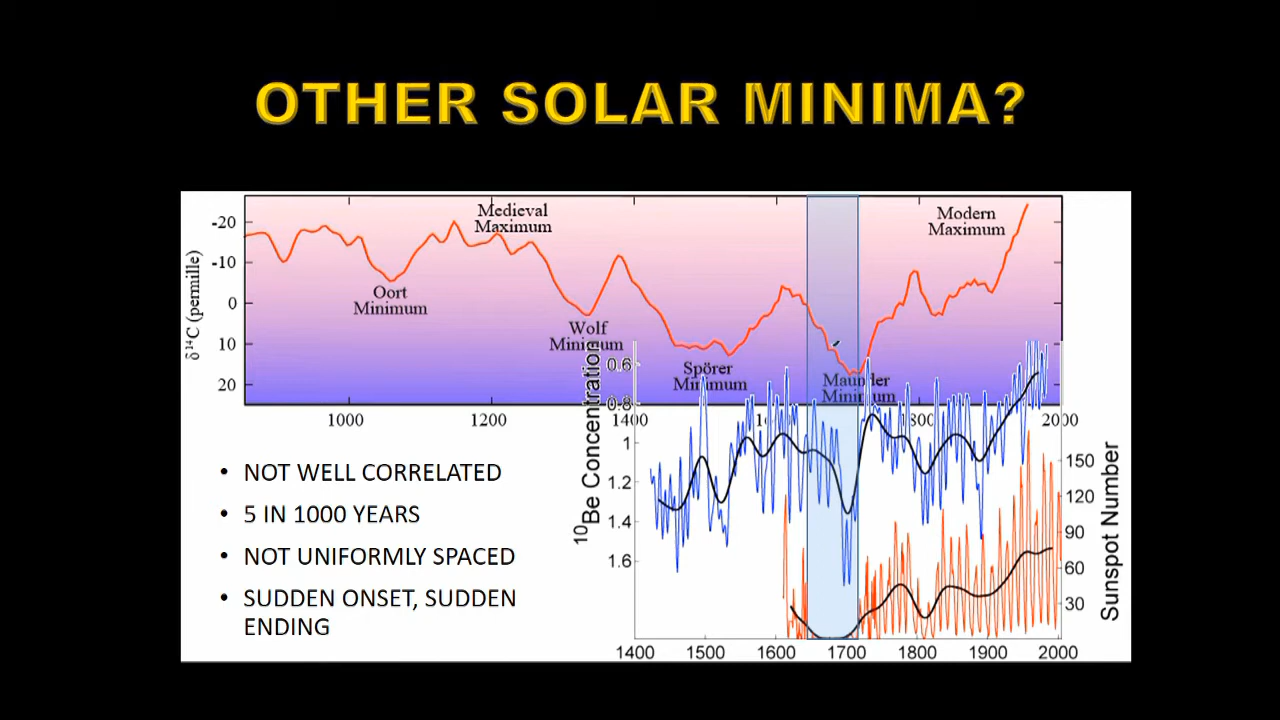 OTHER SOLAR MINIMA?
Medieval
Maximum
Modern
Maximum
Oort
Minimum
Wolf
Minimum
Spörer
Minimum
Maunder
Minimum
δ¹⁴C (permille)
-20
-10
0
10
20
1000
1200
1400
1800
2000
¹⁰Be Concentration
0.6
0.8
1
1.2
1.4
1.6
150
120
90
60
30
Sunspot Number
1400
1500
1600
1700
1800
1900
2000
• NOT WELL CORRELATED
• 5 IN 1000 YEARS
• NOT UNIFORMLY SPACED
• SUDDEN ONSET, SUDDEN
ENDING